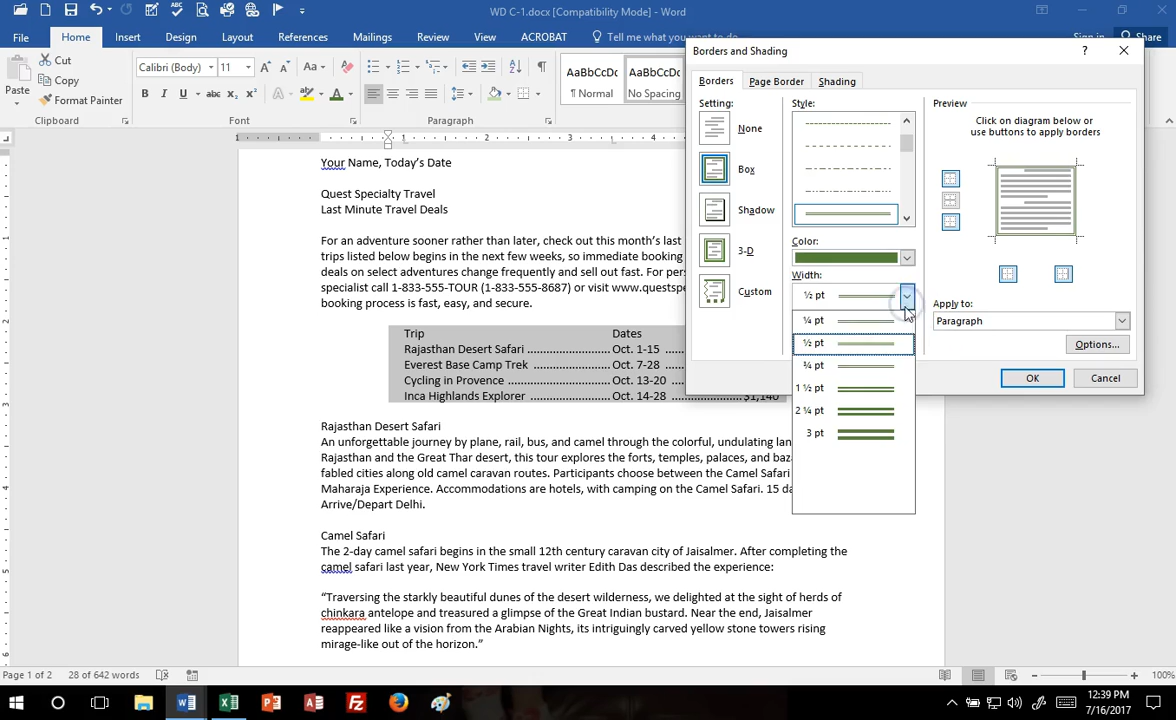 WD C-1.docx [Compatibility Mode] - Word
File Home Insert Design Layout References Mailings Review View ACROBAT Tell me what you want to do... Sign in Share
Cut
Copy
Format Painter
Paste
Clipboard
Calibri (Body) 11
Font
Paragraph
AaBbCcDc
¶ Normal
AaBbCcDc
No Spacing
Borders and Shading
Borders Page Border Shading
Setting:
None
Box
Shadow
3-D
Custom
Style:
Color:
Width:
½ pt
¼ pt
½ pt
¾ pt
1 ½ pt
2 ¼ pt
3 pt
Preview
Click on diagram below or
use buttons to apply borders
Apply to:
Paragraph
Options...
OK Cancel
Your Name, Today’s Date
Quest Specialty Travel
Last Minute Travel Deals
For an adventure sooner rather than later, check out this month’s last
trips listed below begins in the next few weeks, so immediate booking
deals on select adventures change frequently and sell out fast. For
specialist call 1-833-555-TOUR (1-833-555-8687) or visit
booking process is fast, easy, and secure.
Trip Dates
Rajasthan Desert Safari Oct. 1-15
Everest Base Camp Trek Oct. 7-28
Cycling in Provence Oct. 13-20
Inca Highlands Explorer Oct. 14-28 $1,140
Rajasthan Desert Safari
An unforgettable journey by plane, rail, bus, and camel through the colorful, undulating
Rajasthan and the Great Thar desert, this tour explores the forts, temples, palaces, and
fabled cities along old camel caravan routes. Participants choose between the Camel Safari
Maharaja Experience. Accommodations are hotels, with camping on the Camel Safari. 15
Arrive/Depart Delhi.
Camel Safari
The 2-day camel safari begins in the small 12th century caravan city of Jaisalmer. After completing the
camel safari last year, New York Times travel writer Edith Das described the experience:
“Traversing the starkly beautiful dunes of the desert wilderness, we delighted at the sight of herds of
chinkara antelope and treasured a glimpse of the Great Indian bustard. Near the end, Jaisalmer
reappeared like a vision from the Arabian Nights, its intriguingly carved yellow stone towers rising
mirage-like out of the horizon.”
Page 1 of 2 28 of 642 words 100%
12:39 PM
7/16/2017